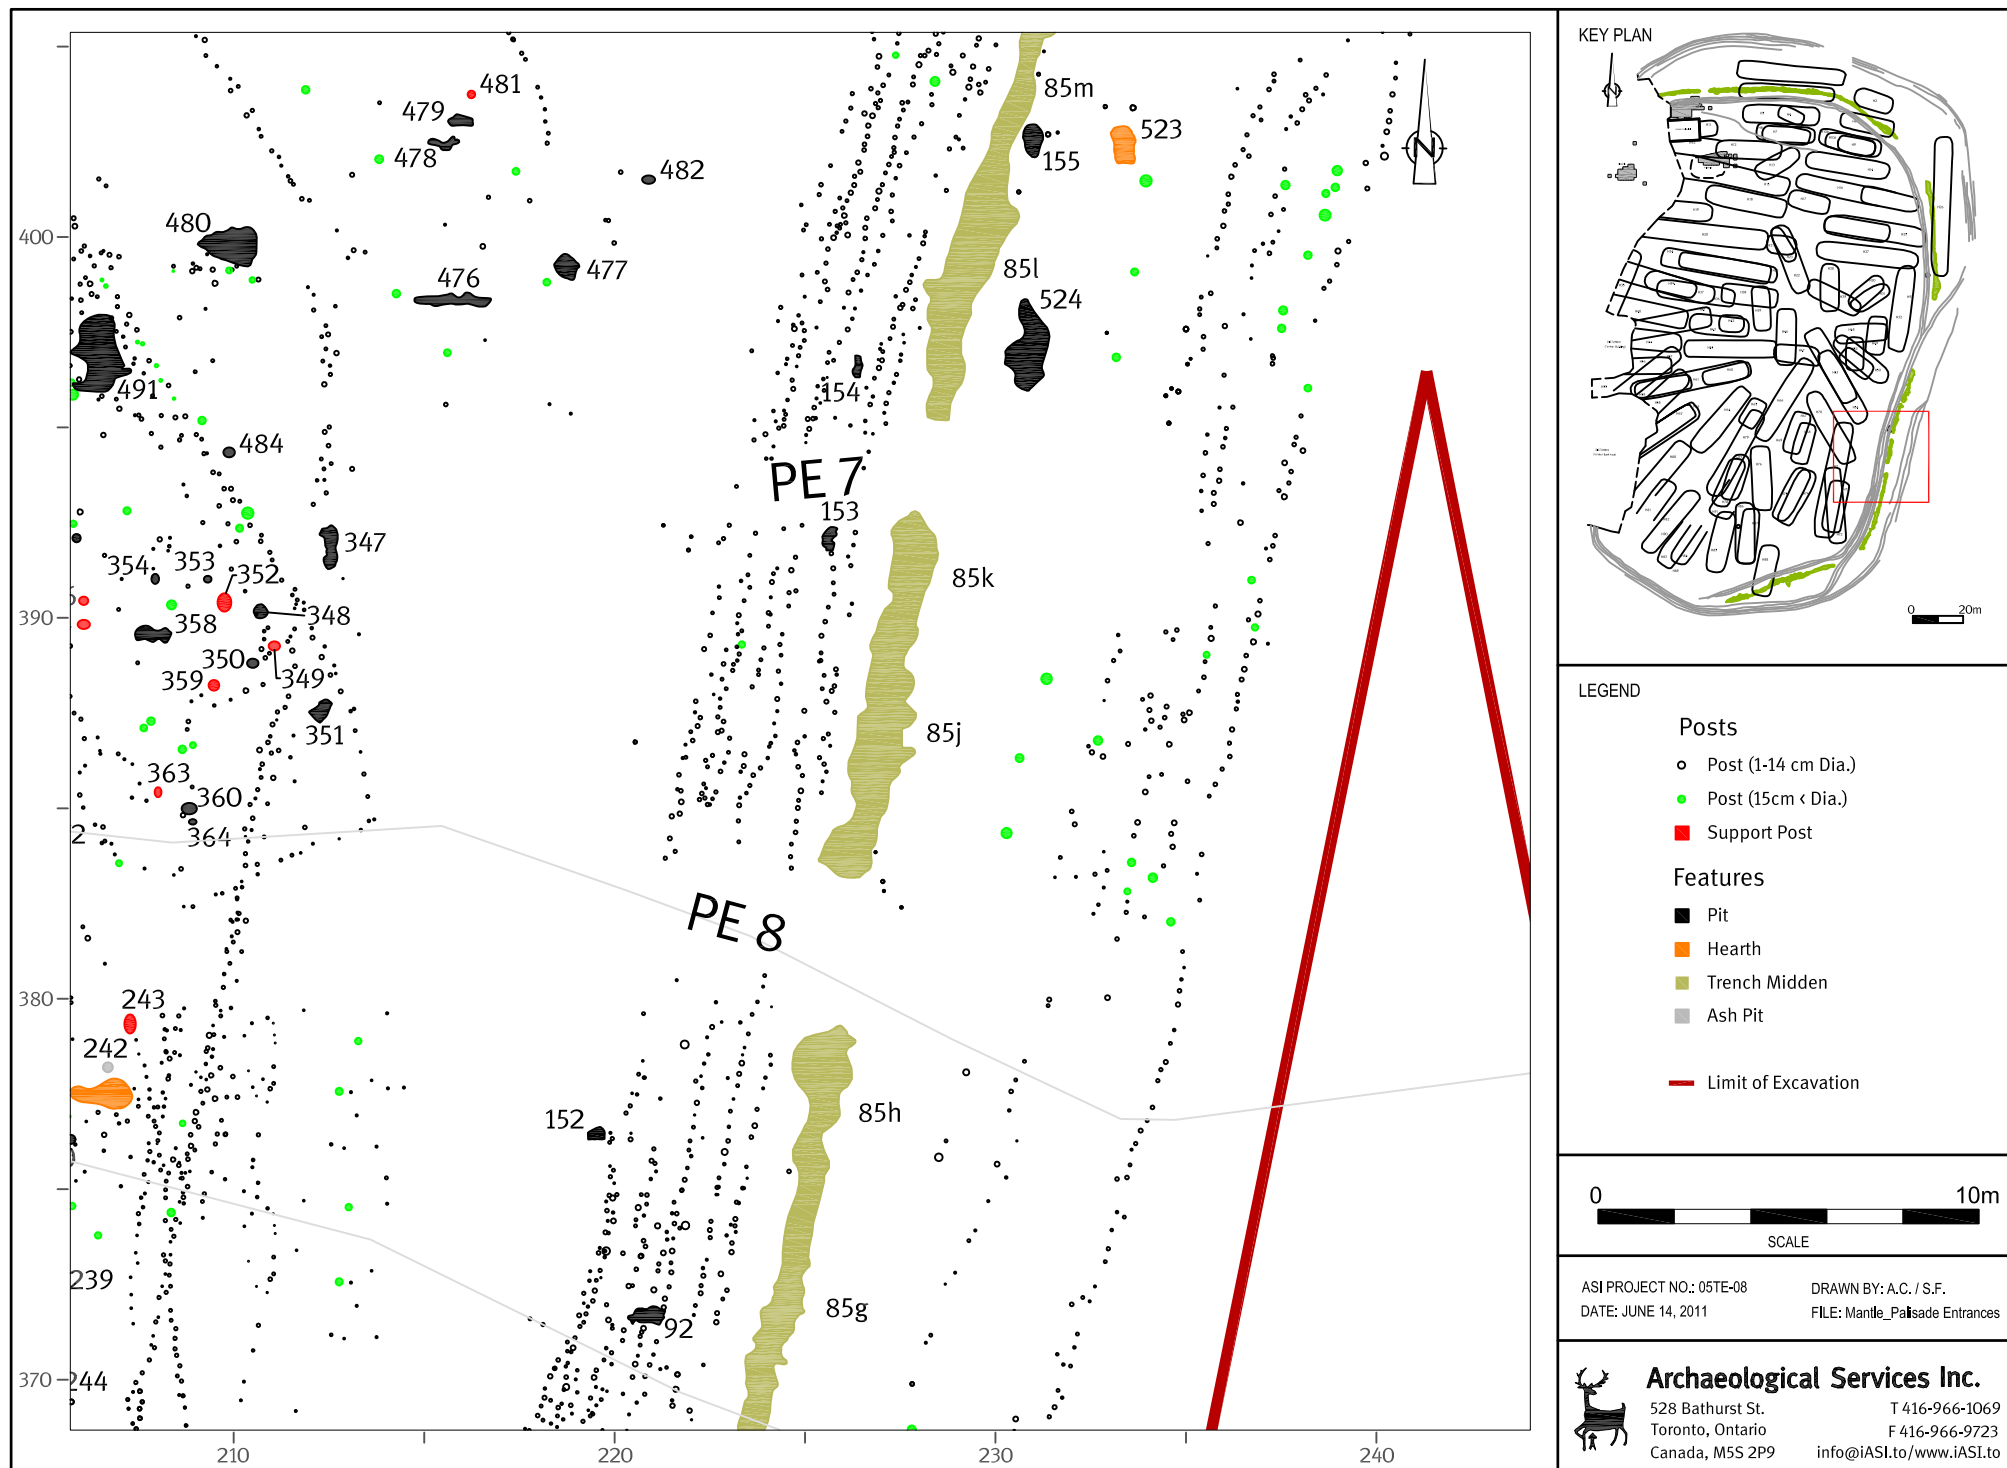 KEY PLAN
0 20m
LEGEND
Posts
Post (1-14 cm Dia.)
Post (15cm < Dia.)
Support Post
Features
Pit
Hearth
Trench Midden
Ash Pit
Limit of Excavation
0 10m
SCALE
ASI PROJECT NO.: 05TE-08 DRAWN BY: A.C. / S.F.
DATE: JUNE 14, 2011 FILE: Mantle_Palisade Entrances
Archaeological Services Inc.
528 Bathurst St. T 416-966-1069
Toronto, Ontario F 416-966-9723
Canada, M5S 2P9 info@iASI.to/www.iASI.to
481
85m
479
523
478
155
482
480
400
477
85l
476
524
491
154
484
PE 7
153
347
354
353
352
85k
390
358
348
350
359
349
351
85j
363
360
2
364
PE 8
380
243
242
152
85h
239
85g
92
370
244
210
220
230
240
N